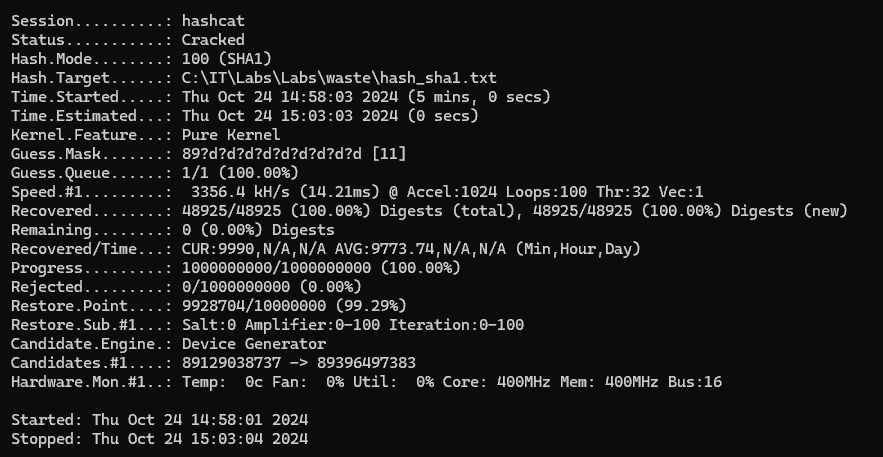 Session..........: hashcat
Status...........: Cracked
Hash.Mode........: 100 (SHA1)
Hash.Target......: C:\IT\Labs\Labs\waste\hash_sha1.txt
Time.Started.....: Thu Oct 24 14:58:03 2024 (5 mins, 0 secs)
Time.Estimated...: Thu Oct 24 15:03:03 2024 (0 secs)
Kernel.Feature...: Pure Kernel
Guess.Mask.......: 89?d?d?d?d?d?d?d?d?d [11]
Guess.Queue......: 1/1 (100.00%)
Speed.#1.........:  3356.4 kH/s (14.21ms) @ Accel:1024 Loops:100 Thr:32 Vec:1
Recovered........: 48925/48925 (100.00%) Digests (total), 48925/48925 (100.00%) Digests (new)
Remaining........: 0 (0.00%) Digests
Recovered/Time...: CUR:9990,N/A,N/A AVG:9773.74,N/A,N/A (Min,Hour,Day)
Progress.........: 1000000000/1000000000 (100.00%)
Rejected.........: 0/1000000000 (0.00%)
Restore.Point....: 9928704/10000000 (99.29%)
Restore.Sub.#1...: Salt:0 Amplifier:0-100 Iteration:0-100
Candidate.Engine.: Device Generator
Candidates.#1....: 89129038737 -> 89396497383
Hardware.Mon.#1..: Temp:  0c Fan:  0% Util:  0% Core: 400MHz Mem: 400MHz Bus:16

Started: Thu Oct 24 14:58:01 2024
Stopped: Thu Oct 24 15:03:04 2024